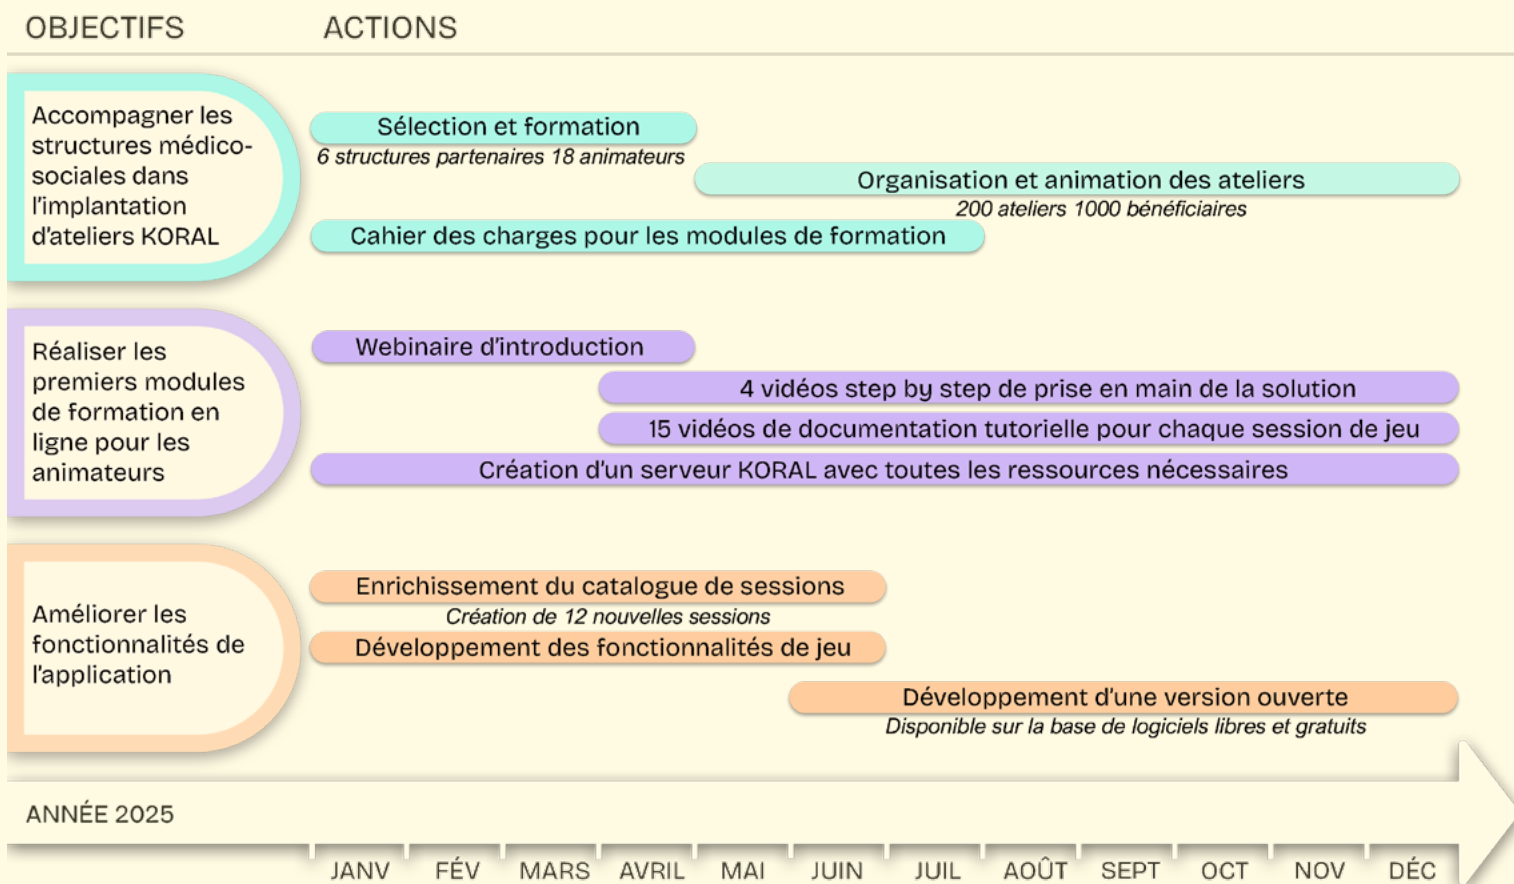 OBJECTIFS
ACTIONS
Accompagner les
structures médico-
sociales dans
l'implantation
d'ateliers KORAL
Sélection et formation
6 structures partenaires 18 animateurs
Organisation et animation des ateliers
200 ateliers 1000 bénéficiaires
Cahier des charges pour les modules de formation
Réaliser les
premiers modules
de formation en
ligne pour les
animateurs
Webinaire d'introduction
4 vidéos step by step de prise en main de la solution
15 vidéos de documentation tutorielle pour chaque session de jeu
Création d'un serveur KORAL avec toutes les ressources nécessaires
Améliorer les
fonctionnalités de
l'application
Enrichissement du catalogue de sessions
Création de 12 nouvelles sessions
Développement des fonctionnalités de jeu
Développement d'une version ouverte
Disponible sur la base de logiciels libres et gratuits
ANNÉE 2025
JANV FÉV MARS AVRIL MAI JUIN JUIL AOÛT SEPT OCT NOV DÉC